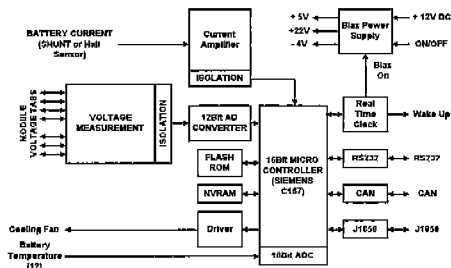 BATTERY CURRENT
(SHUNT or Hall
Sensor)
Current
Amplifier
ISOLATION
+ 5V
+22V
- 4V
Bias Power
Supply
+ 12V DC
ON/OFF
Bias
On
MODULE
VOLTAGE TABS
VOLTAGE
MEASUREMENT
ISOLATION
12Bit AD
CONVERTER
FLASH
ROM
NVRAM
Driver
16Bit MICRO
CONTROLLER
(SIEMENS
C167)
10Bit ADC
Real
Time
Clock
Wake Up
RS232
RS232
CAN
CAN
J1850
J1850
Cooling Fan
Battery
Temperature
(12)